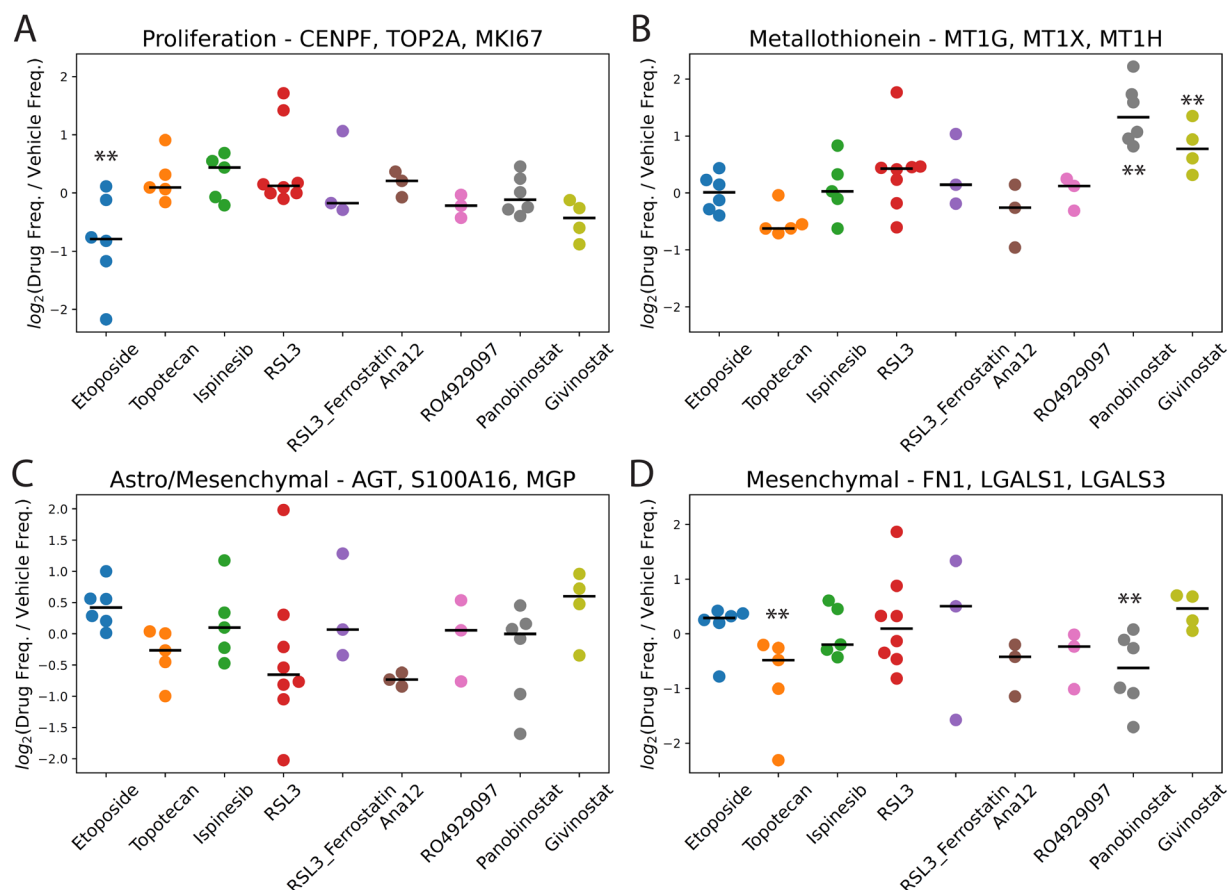 A
Proliferation - CENPF, TOP2A, MKI67
log2(Drug Freq. / Vehicle Freq.)
2
1
0
−1
−2
**
Etoposide
Topotecan
Ispinesib
RSL3
RSL3_Ferrostatin
Ana12
RO4929097
Panobinostat
Givinostat
B
Metallothionein - MT1G, MT1X, MT1H
log2(Drug Freq. / Vehicle Freq.)
2
1
0
−1
−2
**
**
Etoposide
Topotecan
Ispinesib
RSL3
RSL3_Ferrostatin
Ana12
RO4929097
Panobinostat
Givinostat
C
Astro/Mesenchymal - AGT, S100A16, MGP
log2(Drug Freq. / Vehicle Freq.)
2.0
1.5
1.0
0.5
0.0
−0.5
−1.0
−1.5
−2.0
Etoposide
Topotecan
Ispinesib
RSL3
RSL3_Ferrostatin
Ana12
RO4929097
Panobinostat
Givinostat
D
Mesenchymal - FN1, LGALS1, LGALS3
log2(Drug Freq. / Vehicle Freq.)
2
1
0
−1
−2
**
**
Etoposide
Topotecan
Ispinesib
RSL3
RSL3_Ferrostatin
Ana12
RO4929097
Panobinostat
Givinostat